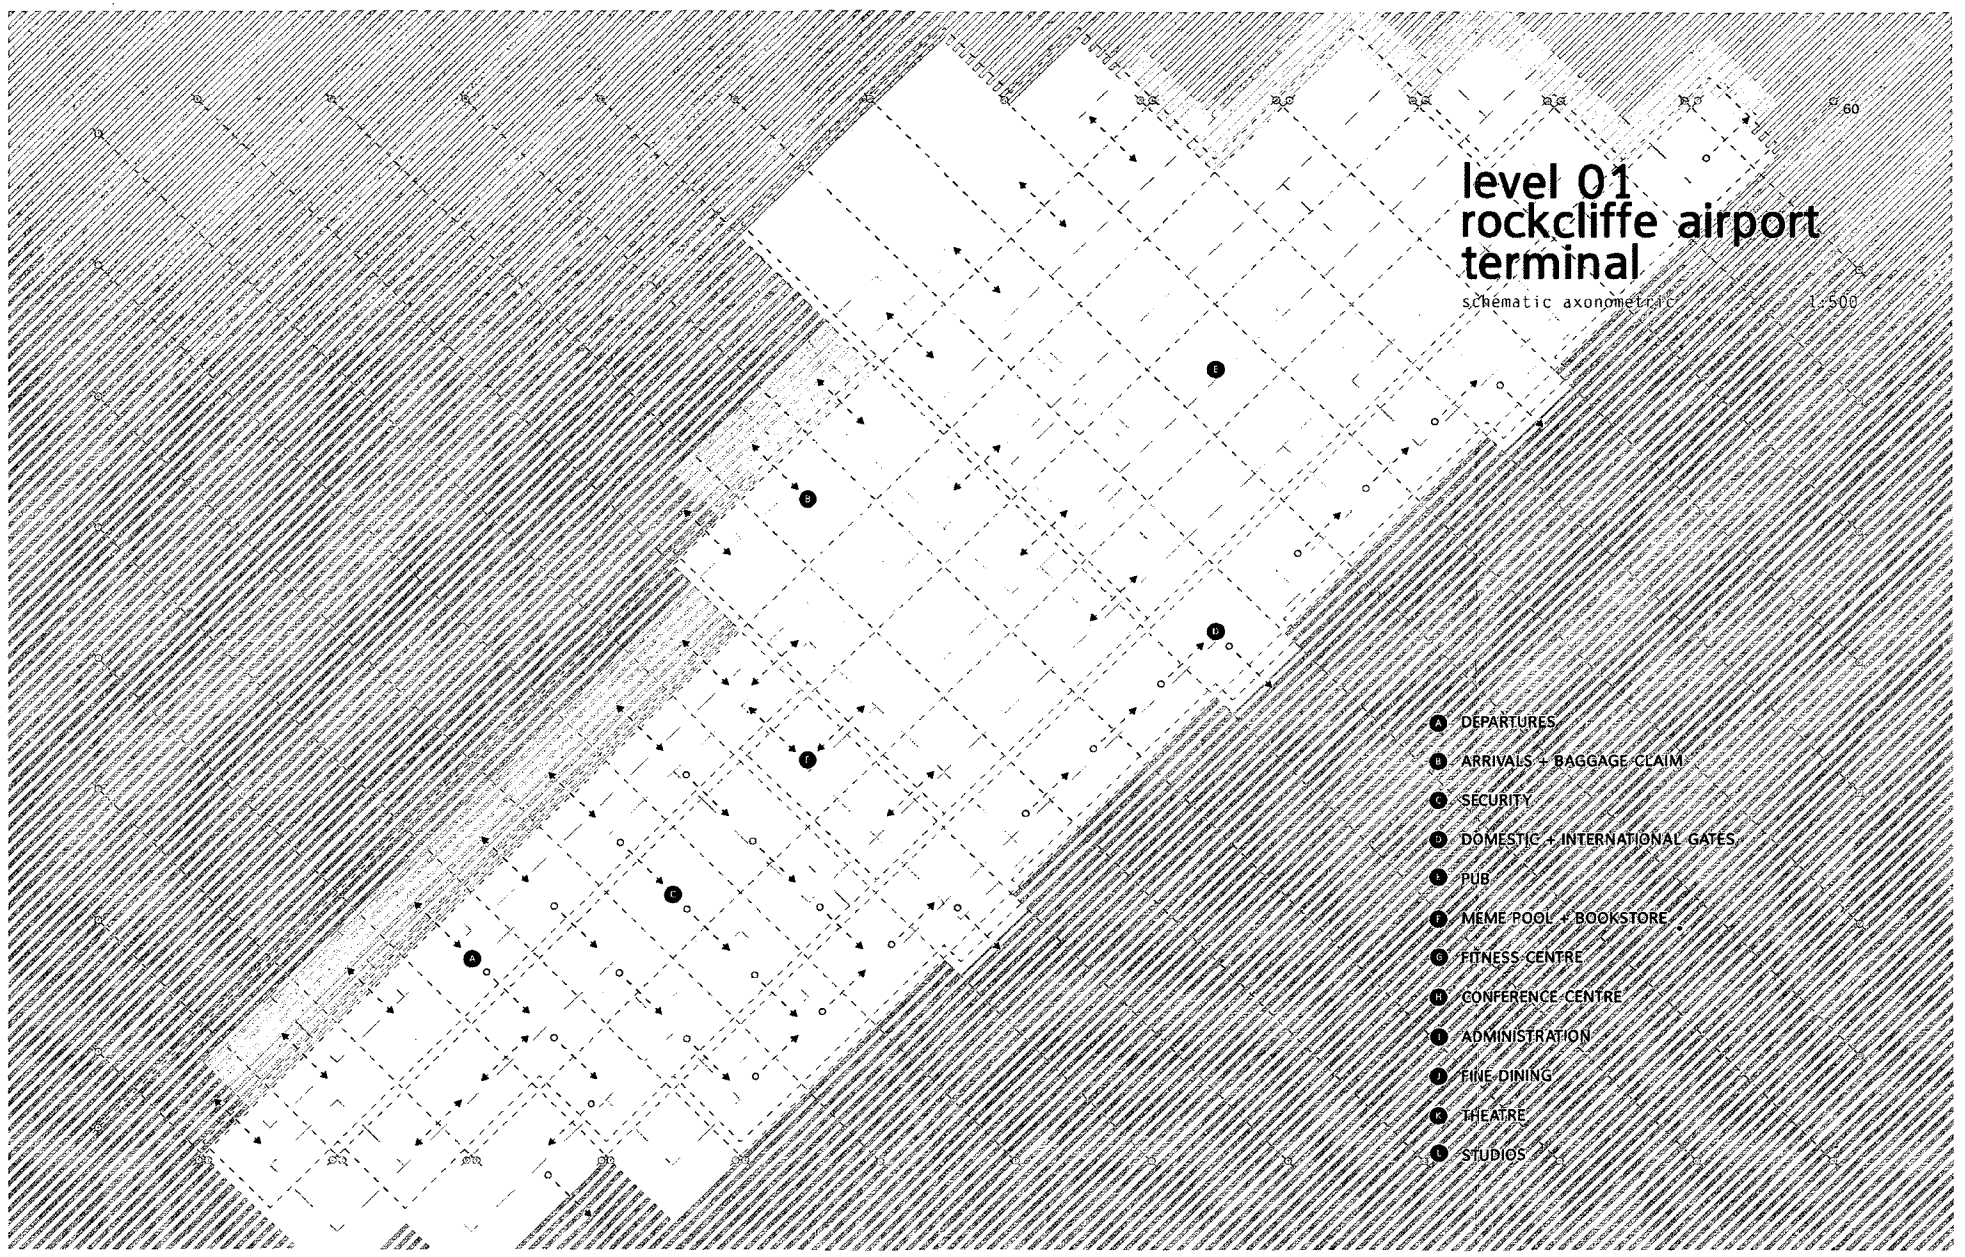 60
level 01
rockcliffe airport
terminal
schematic axonometric 1:500
E
B
D
F
C
A
A DEPARTURES
B ARRIVALS + BAGGAGE CLAIM
C SECURITY
D DOMESTIC + INTERNATIONAL GATES
E PUB
F MEME POOL + BOOKSTORE
G FITNESS CENTRE
H CONFERENCE CENTRE
I ADMINISTRATION
J FINE DINING
K THEATRE
L STUDIOS